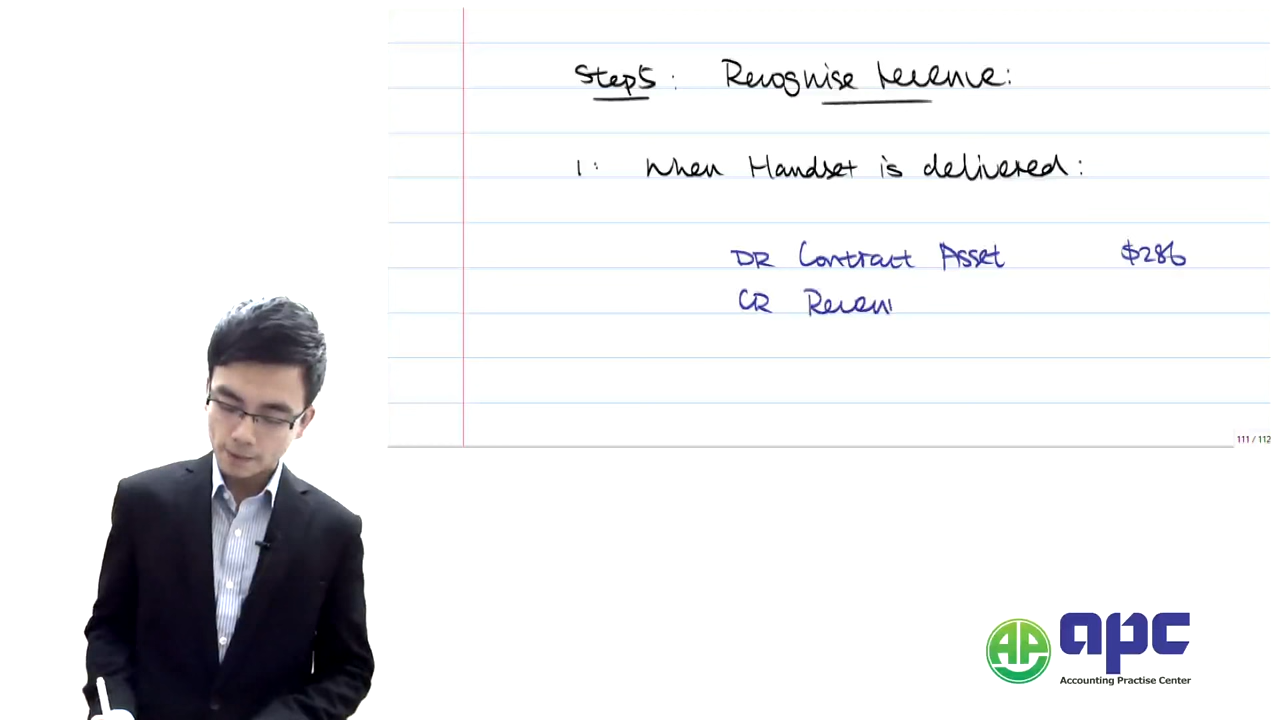 Step5: Recognise revenue:
1: When Handset is delivered:
DR Contract Asset $286
CR Reven
111 / 112
AP
apc
Accounting Practise Center